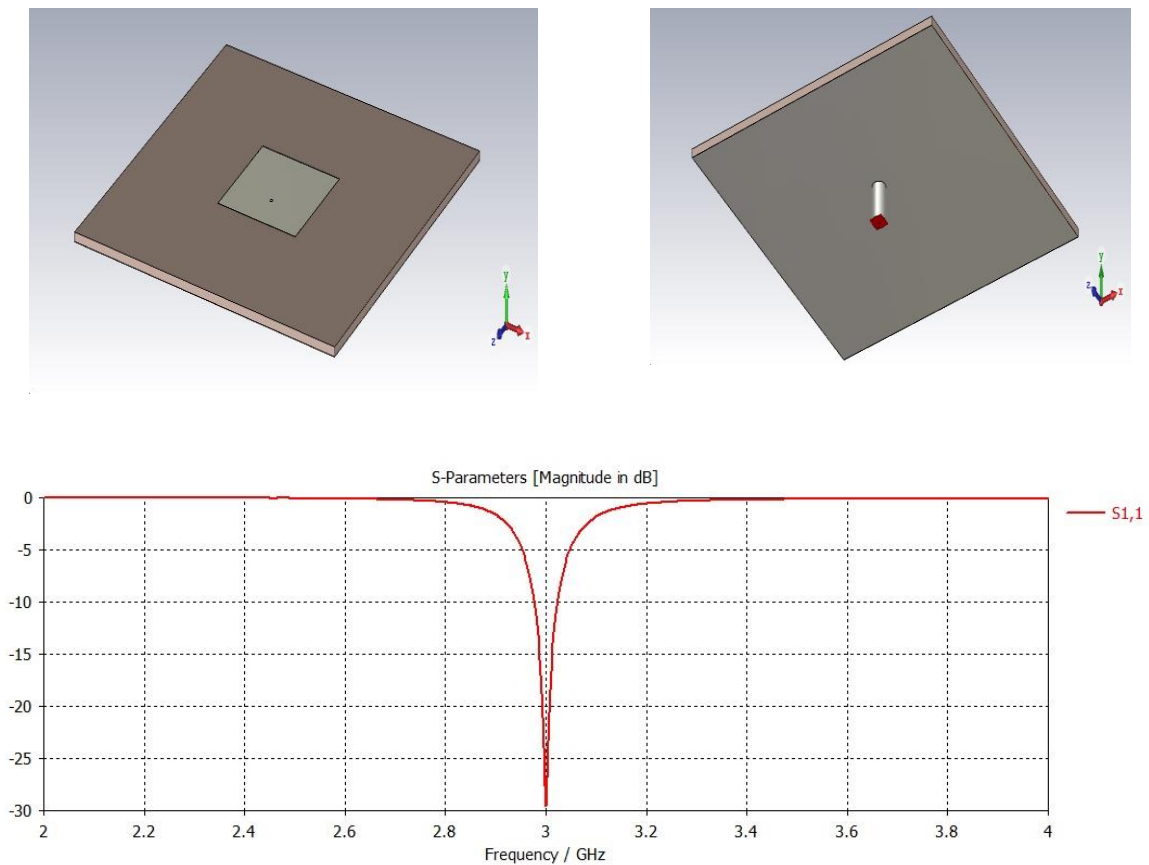 y
z
x
y
z
x
S-Parameters [Magnitude in dB]
S1,1
0
-5
-10
-15
-20
-25
-30
2 2.2 2.4 2.6 2.8 3 3.2 3.4 3.6 3.8 4
Frequency / GHz